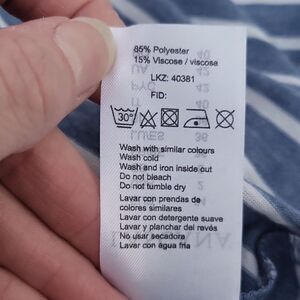 85% Polyester
15% Viscose / viscose
LKZ: 40381
FID:
30°
Wash with similar colours
Wash cold
Wash and iron inside out
Do not bleach
Do not tumble dry
Lavar con prendas de
colores similares
Lavar con detergente suave
Lavar y planchar del revés
No usar secadora
Lavar con agua fria